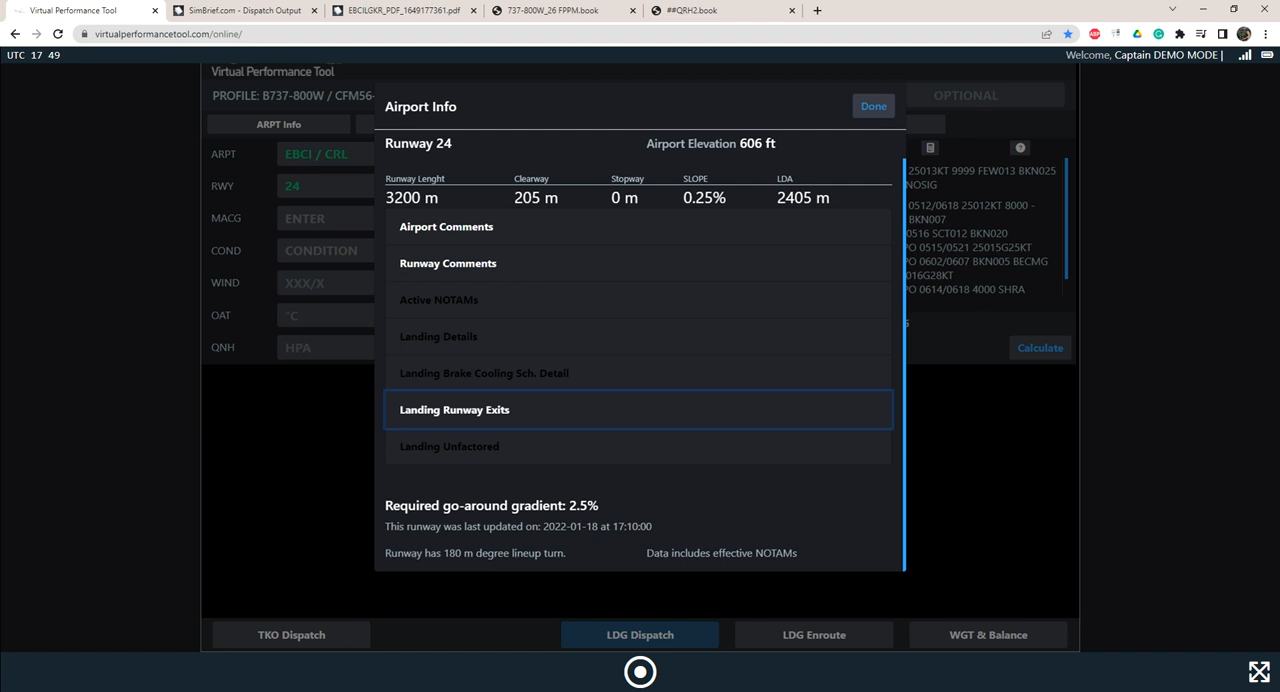 Virtual Performance Tool
SimBrief.com - Dispatch Output
EBCILGKR_PDF_1649177361.pdf
737-800W_26 FPPM.book
##QRH2.book
virtualperformancetool.com/online/
ABP
UTC 17 49
Welcome, Captain DEMO MODE |
Virtual Performance Tool
PROFILE: B737-800W / CFM56-
OPTIONAL
ARPT Info
ARPT
EBCI / CRL
RWY
24
MACG
ENTER
COND
CONDITION
WIND
XXX/X
OAT
°C
QNH
HPA
Airport Info
Done
Runway 24
Airport Elevation 606 ft
Runway Lenght
Clearway
Stopway
SLOPE
LDA
3200 m
205 m
0 m
0.25%
2405 m
Airport Comments
Runway Comments
Active NOTAMs
Landing Details
Landing Brake Cooling Sch. Detail
Landing Runway Exits
Landing Unfactored
Required go-around gradient: 2.5%
This runway was last updated on: 2022-01-18 at 17:10:00
Runway has 180 m degree lineup turn.
Data includes effective NOTAMs
25013KT 9999 FEW013 BKN025
NOSIG
0512/0618 25012KT 8000 -
BKN007
0516 SCT012 BKN020
PO 0515/0521 25015G25KT
PO 0602/0607 BKN005 BECMG
016G28KT
PO 0614/0618 4000 SHRA
Calculate
TKO Dispatch
LDG Dispatch
LDG Enroute
WGT & Balance